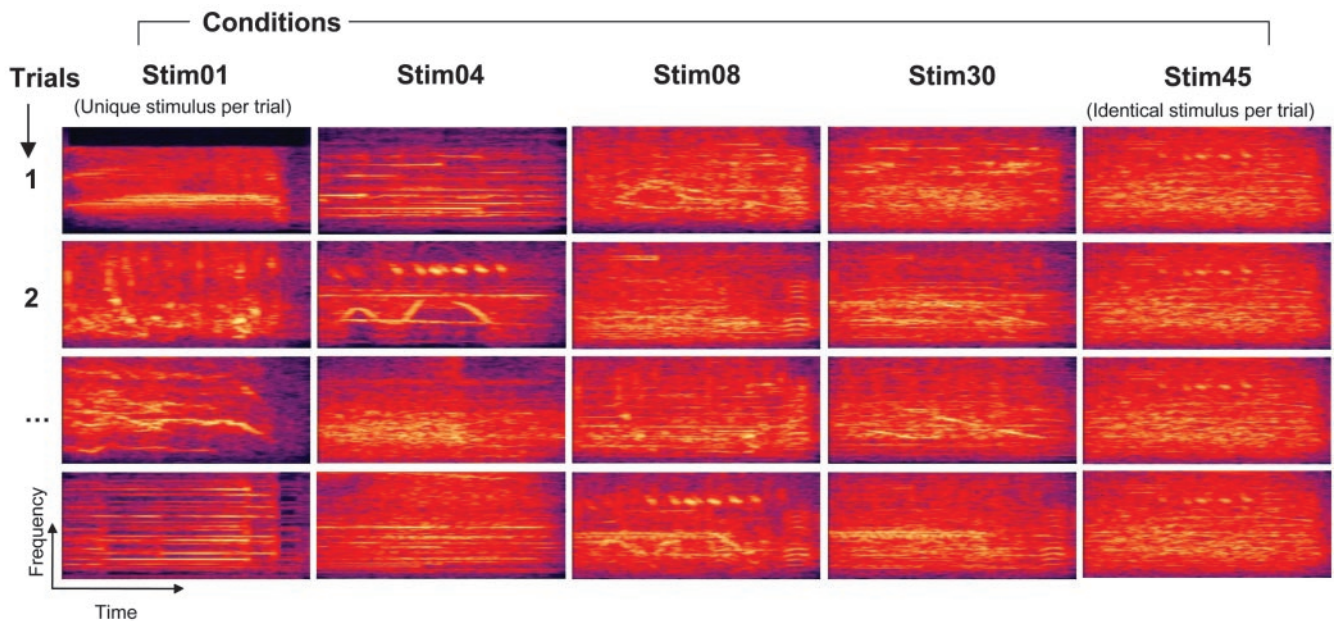 Conditions
Trials Stim01 Stim04 Stim08 Stim30 Stim45
(Unique stimulus per trial) (Identical stimulus per trial)
1
2
...
Frequency
Time